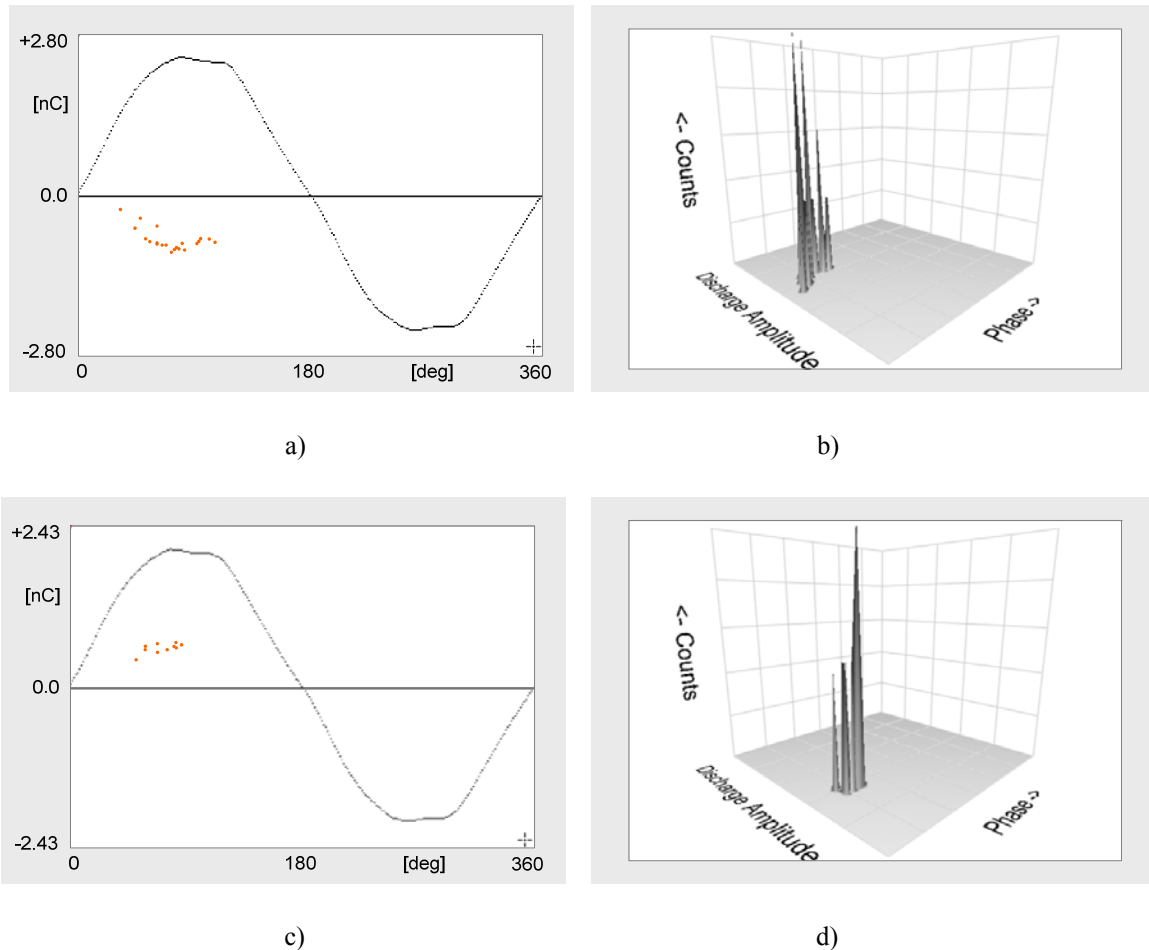 +2.80
[nC]
0.0
-2.80
0 180 [deg] 360
<- Counts
Discharge Amplitude
Phase ->
a) b)
+2.43
[nC]
0.0
-2.43
0 180 [deg] 360
<- Counts
Discharge Amplitude
Phase ->
c) d)